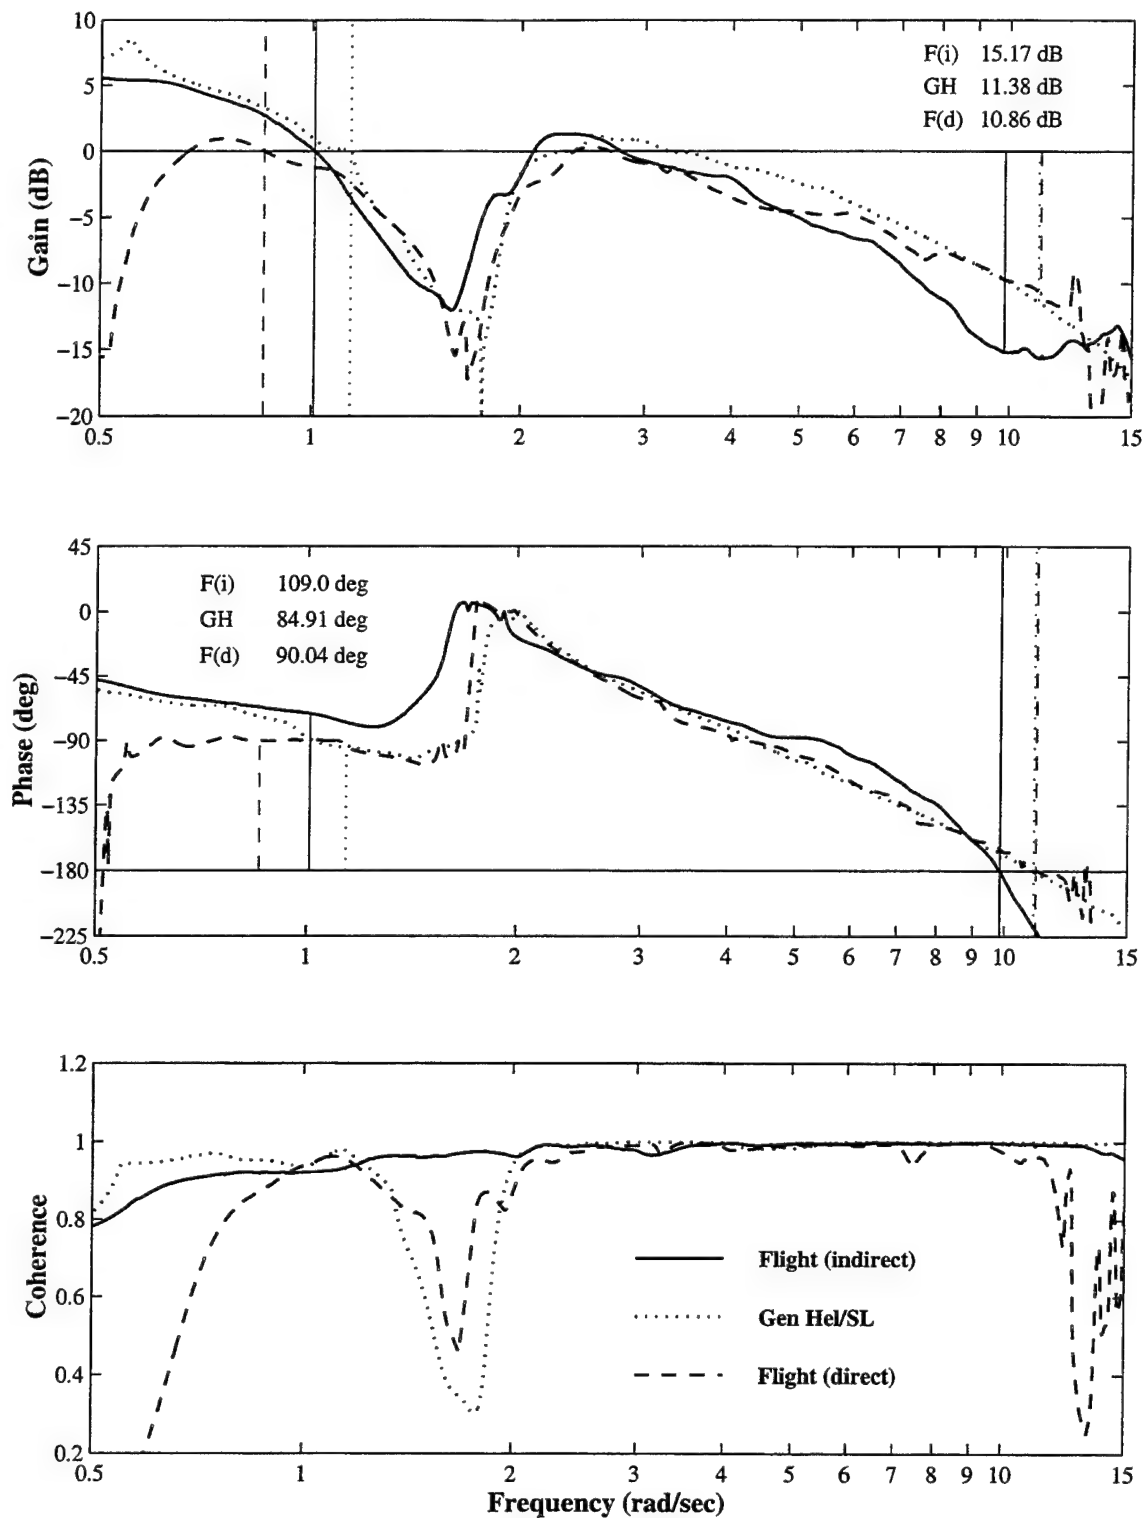 10
5
0
−5
−10
−15
−20
Gain (dB)
F(i) 15.17 dB
GH 11.38 dB
F(d) 10.86 dB
0.5 1 2 3 4 5 6 7 8 9 10 15
45
0
−45
−90
−135
−180
−225
Phase (deg)
F(i) 109.0 deg
GH 84.91 deg
F(d) 90.04 deg
0.5 1 2 3 4 5 6 7 8 9 10 15
1.2
1
0.8
0.6
0.4
0.2
Coherence
Flight (indirect)
Gen Hel/SL
Flight (direct)
0.5 1 2 3 4 5 6 7 8 9 10 15
Frequency (rad/sec)